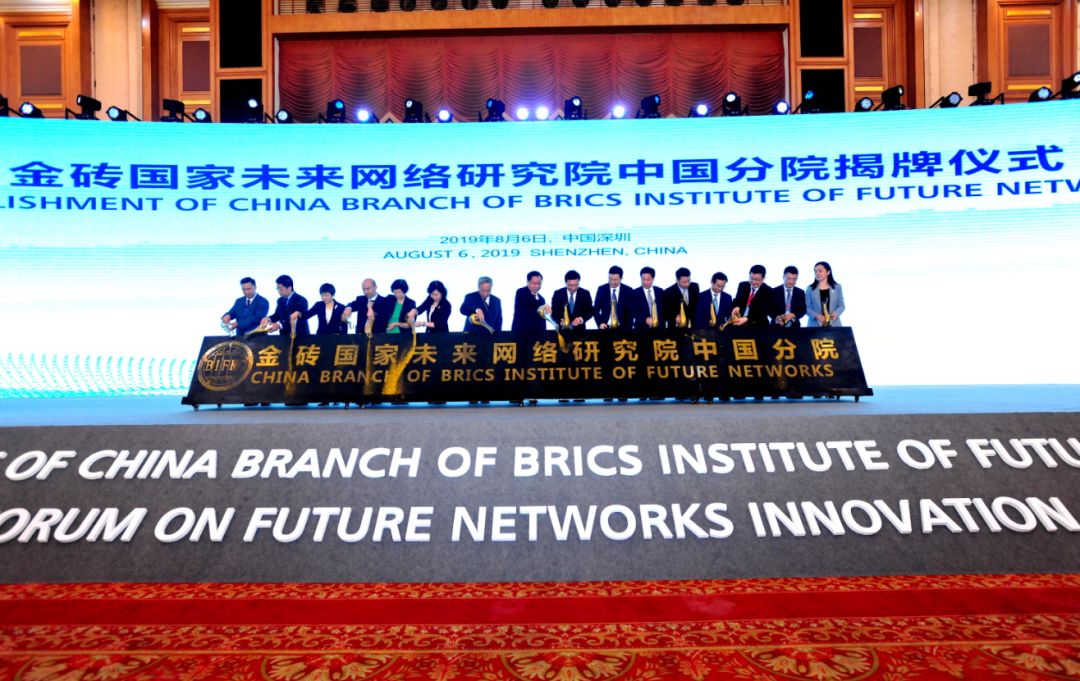 金砖国家未来网络研究院中国分院揭牌仪式
LISHMENT OF CHINA BRANCH OF BRICS INSTITUTE OF FUTURE NETW
2019年8月6日，中国深圳
AUGUST 6, 2019 SHENZHEN, CHINA
BIFN
金砖国家未来网络研究院中国分院
CHINA BRANCH OF BRICS INSTITUTE OF FUTURE NETWORKS
OF CHINA BRANCH OF BRICS INSTITUTE OF FUTU
ORUM ON FUTURE NETWORKS INNOVATION